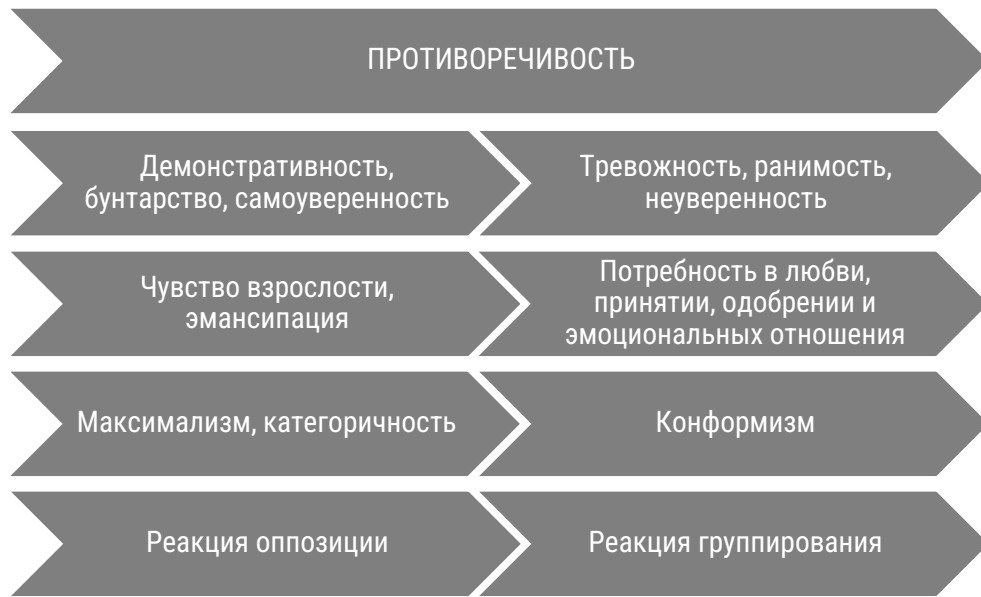 ПРОТИВОРЕЧИВОСТЬ
Демонстративность,
бунтарство, самоуверенность
Тревожность, ранимость,
неуверенность
Чувство взрослости,
эмансипация
Потребность в любви,
принятии, одобрении и
эмоциональных отношения
Максимализм, категоричность
Конформизм
Реакция оппозиции
Реакция группирования